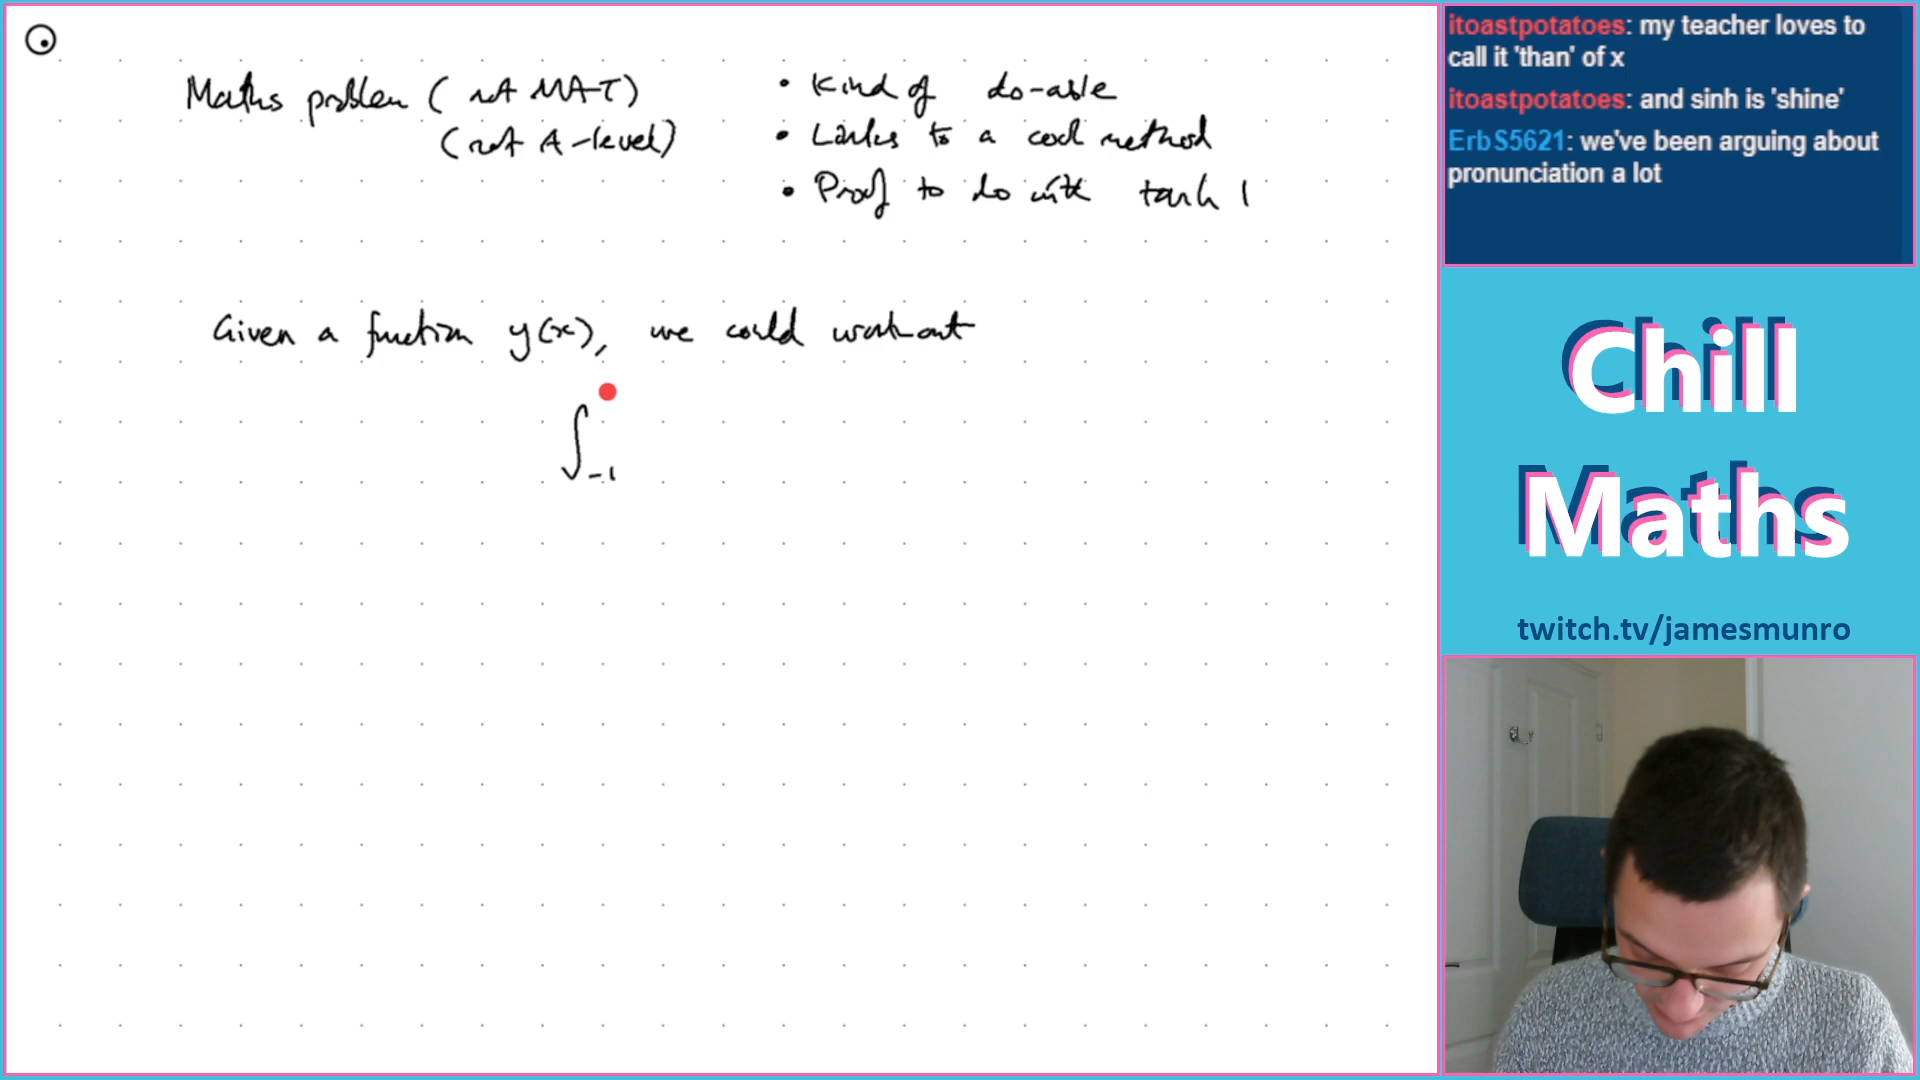 Maths problem (not MAT)
(not A-level)
• Kind of do-able
• Links to a cool method
• Proof to do with tanh 1
Given a function y(x), we could work out
∫₋₁
itoastpotatoes: my teacher loves to
call it 'than' of x
itoastpotatoes: and sinh is 'shine'
ErbS5621: we've been arguing about
pronunciation a lot
Chill
Maths
twitch.tv/jamesmunro